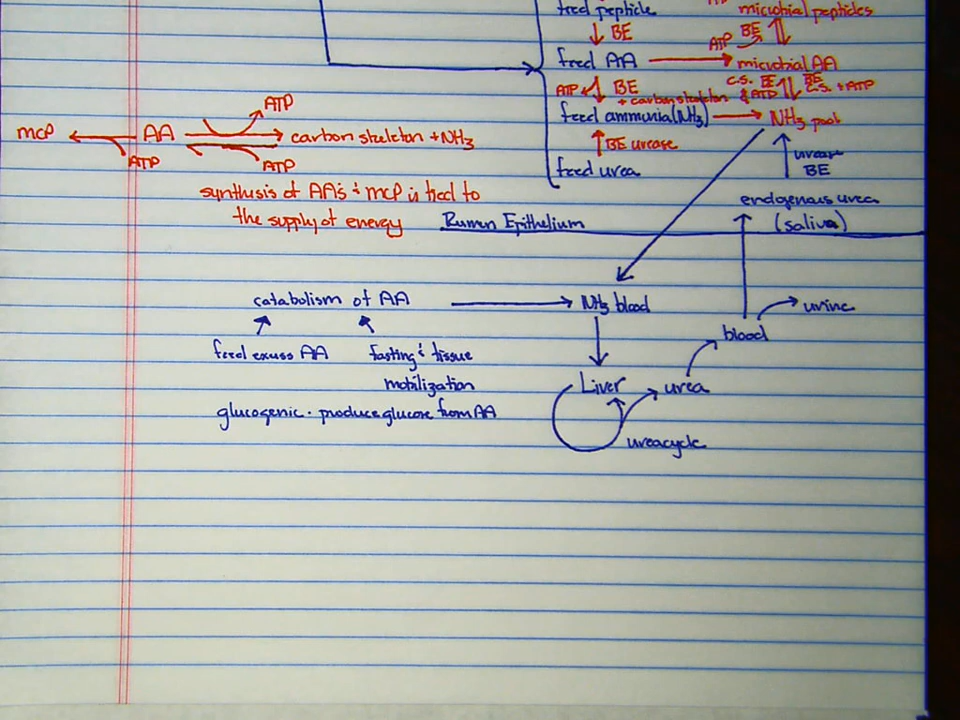 feed peptide
microbial peptides
BE
ATP BE
feed AA
microbial AA
ATP
BE
+ carbon skeleton
C.S. BE
& ATP
BE
C.S. + ATP
feed ammonia (NH3)
NH3 pool
ATP
mcp
AA
carbon skeleton + NH3
ATP
ATP
BE urease
urease
BE
feed urea
synthesis of AA's & mcp is tied to
the supply of energy
endogenous urea
(saliva)
Rumen Epithelium
catabolism of AA
NH3 blood
urine
blood
feed excess AA
fasting & tissue
mobilization
Liver
urea
glucogenic · produce glucose from AA
ureacycle